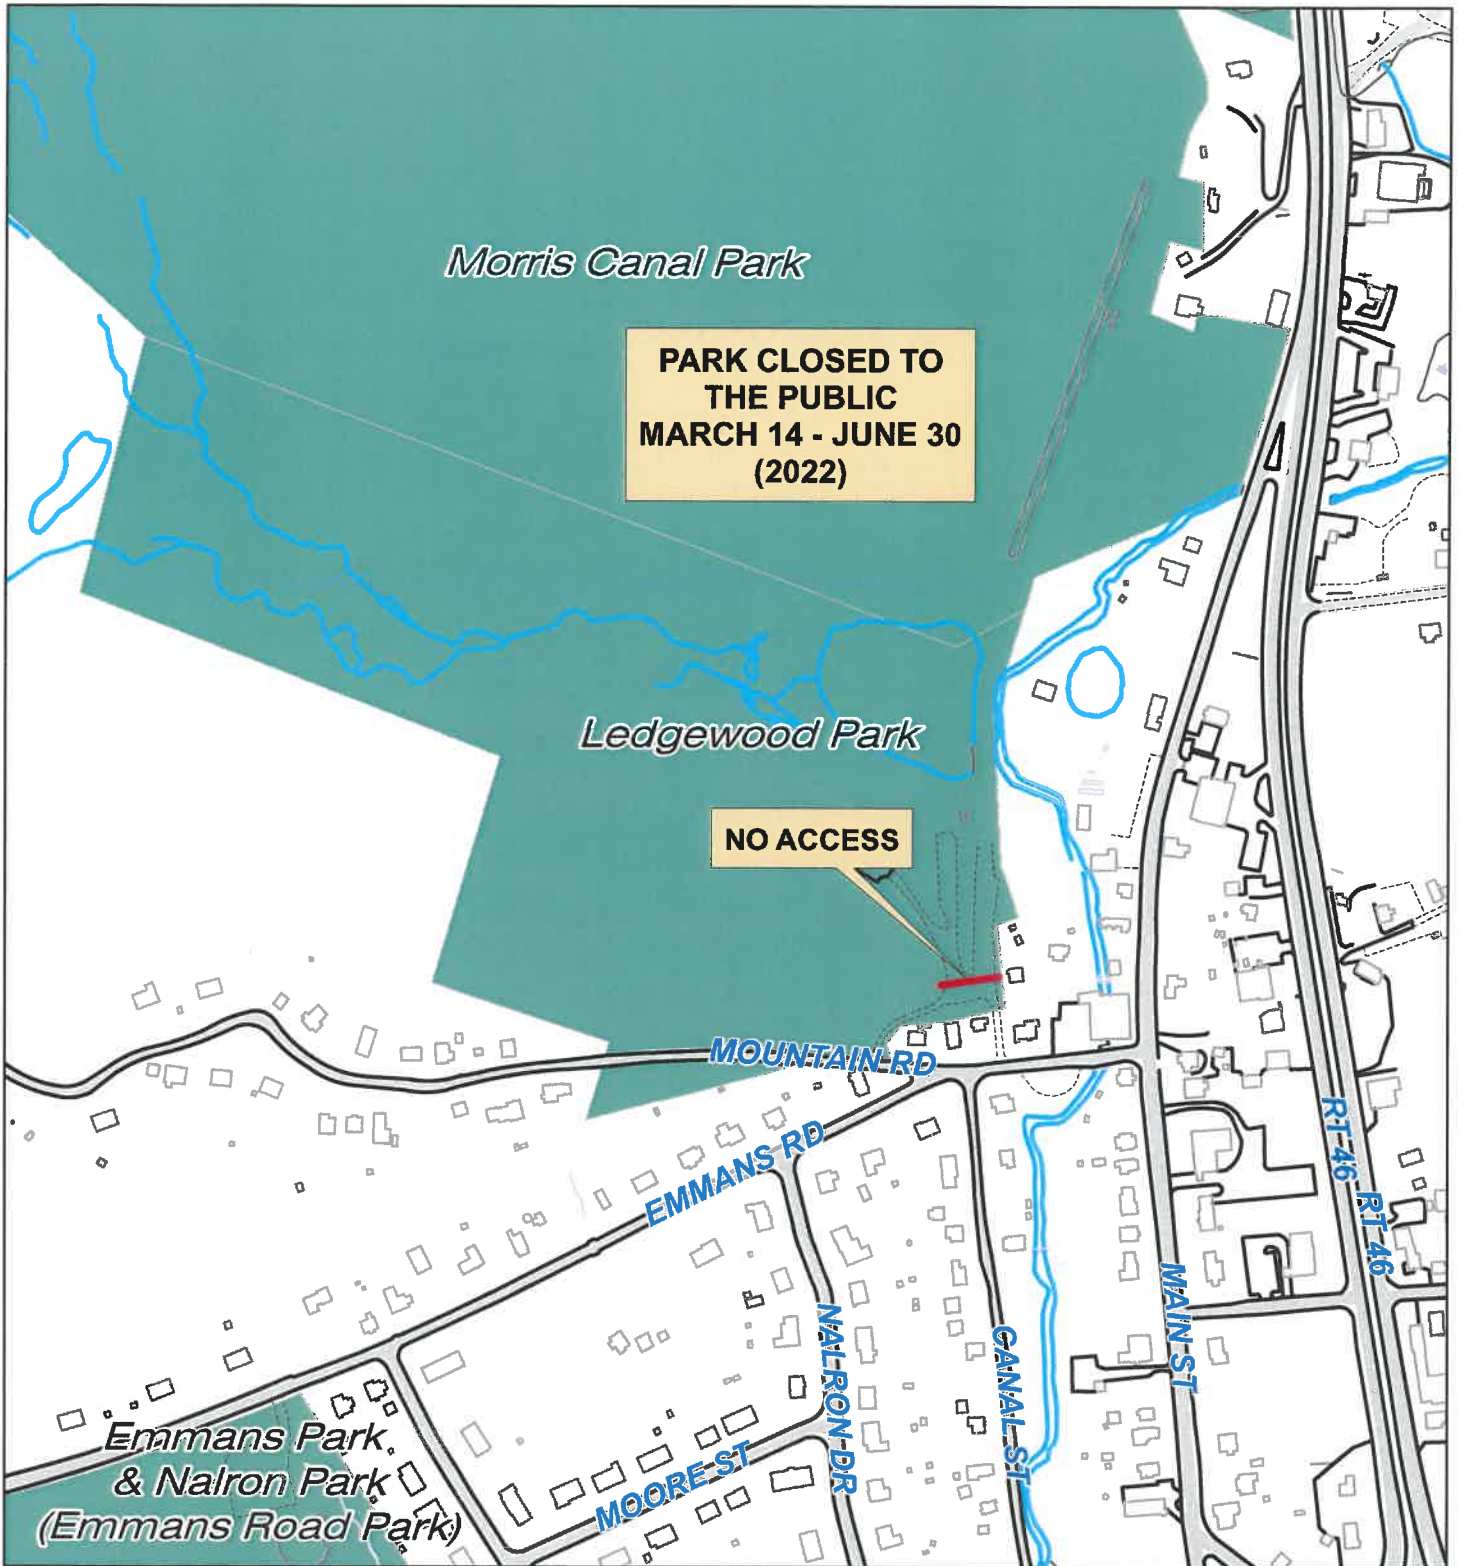 Morris Canal Park
PARK CLOSED TO
THE PUBLIC
MARCH 14 - JUNE 30
(2022)
Ledgewood Park
NO ACCESS
MOUNTAIN RD
EMMANS RD
RT 46
RT 46
MAIN ST
NALRON DR
CANAL ST
MOORE ST
Emmans Park
& Nalron Park
(Emmans Road Park)